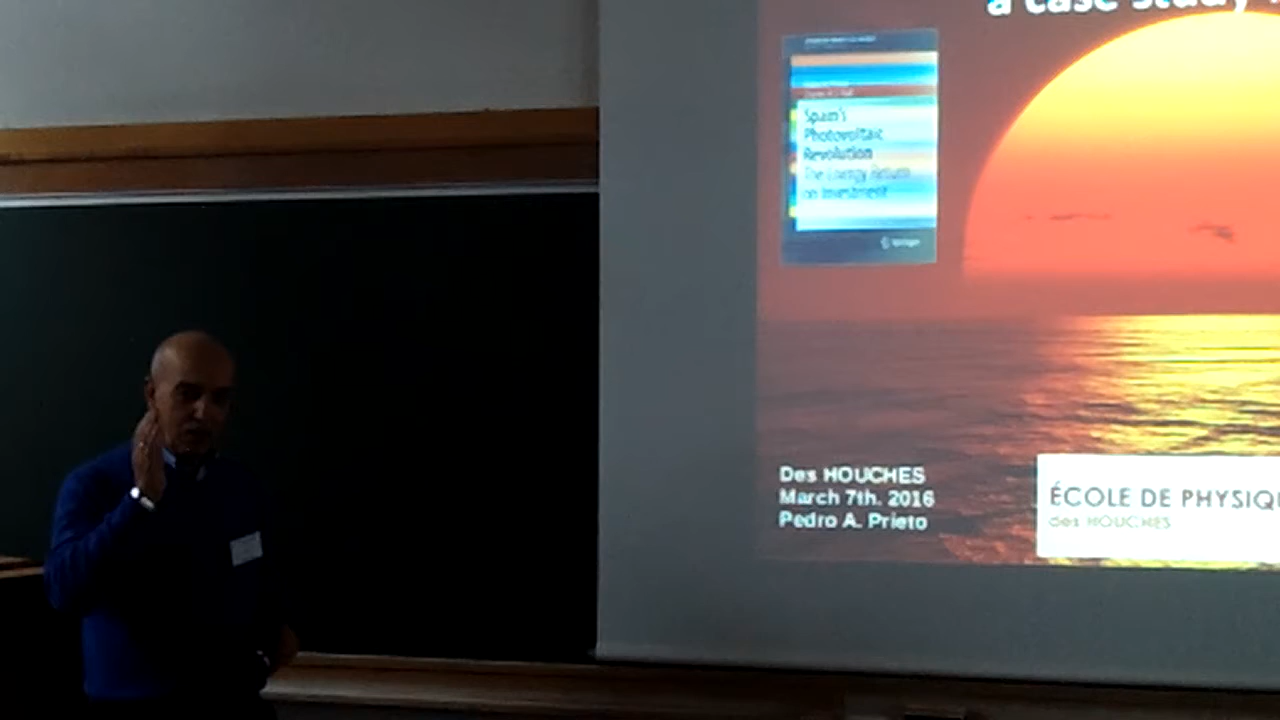 a case study
Spain's
Photovoltaic
Revolution
The Energy Return
on Investment
Springer
Des HOUCHES
March 7th. 2016
Pedro A. Prieto
ÉCOLE DE PHYSIQU
des HOUCHES